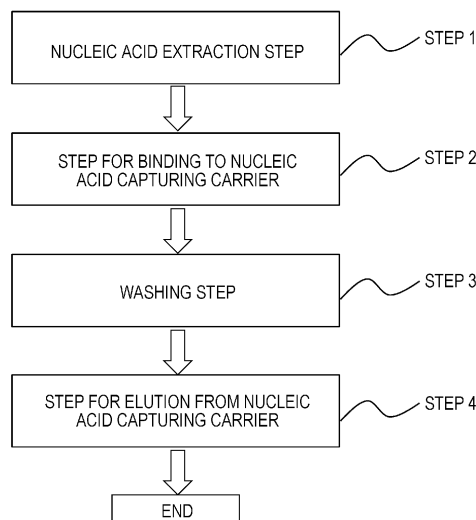 NUCLEIC ACID EXTRACTION STEP
STEP 1
STEP FOR BINDING TO NUCLEIC
ACID CAPTURING CARRIER
STEP 2
WASHING STEP
STEP 3
STEP FOR ELUTION FROM NUCLEIC
ACID CAPTURING CARRIER
STEP 4
END